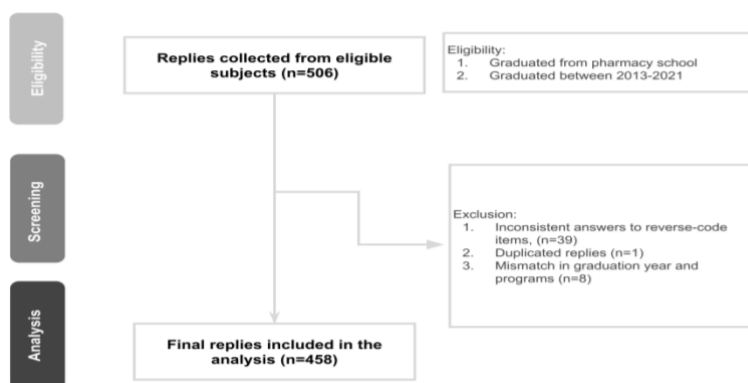 Eligibility
Replies collected from eligible
subjects (n=506)
Eligibility:
1. Graduated from pharmacy school
2. Graduated between 2013-2021
Screening
Exclusion:
1. Inconsistent answers to reverse-code
items, (n=39)
2. Duplicated replies (n=1)
3. Mismatch in graduation year and
programs (n=8)
Analysis
Final replies included in the
analysis (n=458)